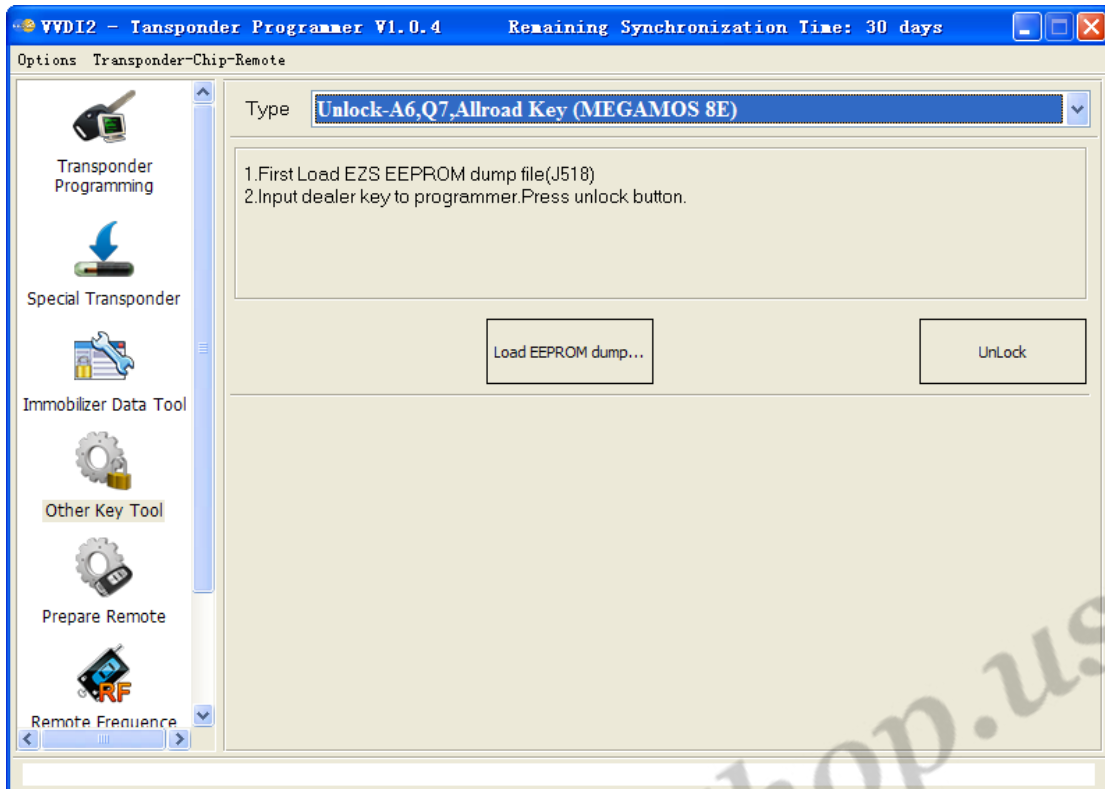 VVDI2 - Tansponder Programmer V1.0.4 Remaining Synchronization Time: 30 days
Options Transponder-Chip-Remote
Transponder
Programming
Special Transponder
Immobilizer Data Tool
Other Key Tool
Prepare Remote
RF
Remote Frequence
Type Unlock-A6,Q7,Allroad Key (MEGAMOS 8E)
1.First Load EZS EEPROM dump file(J518)
2.Input dealer key to programmer.Press unlock button.
Load EEPROM dump... UnLock
hop.us